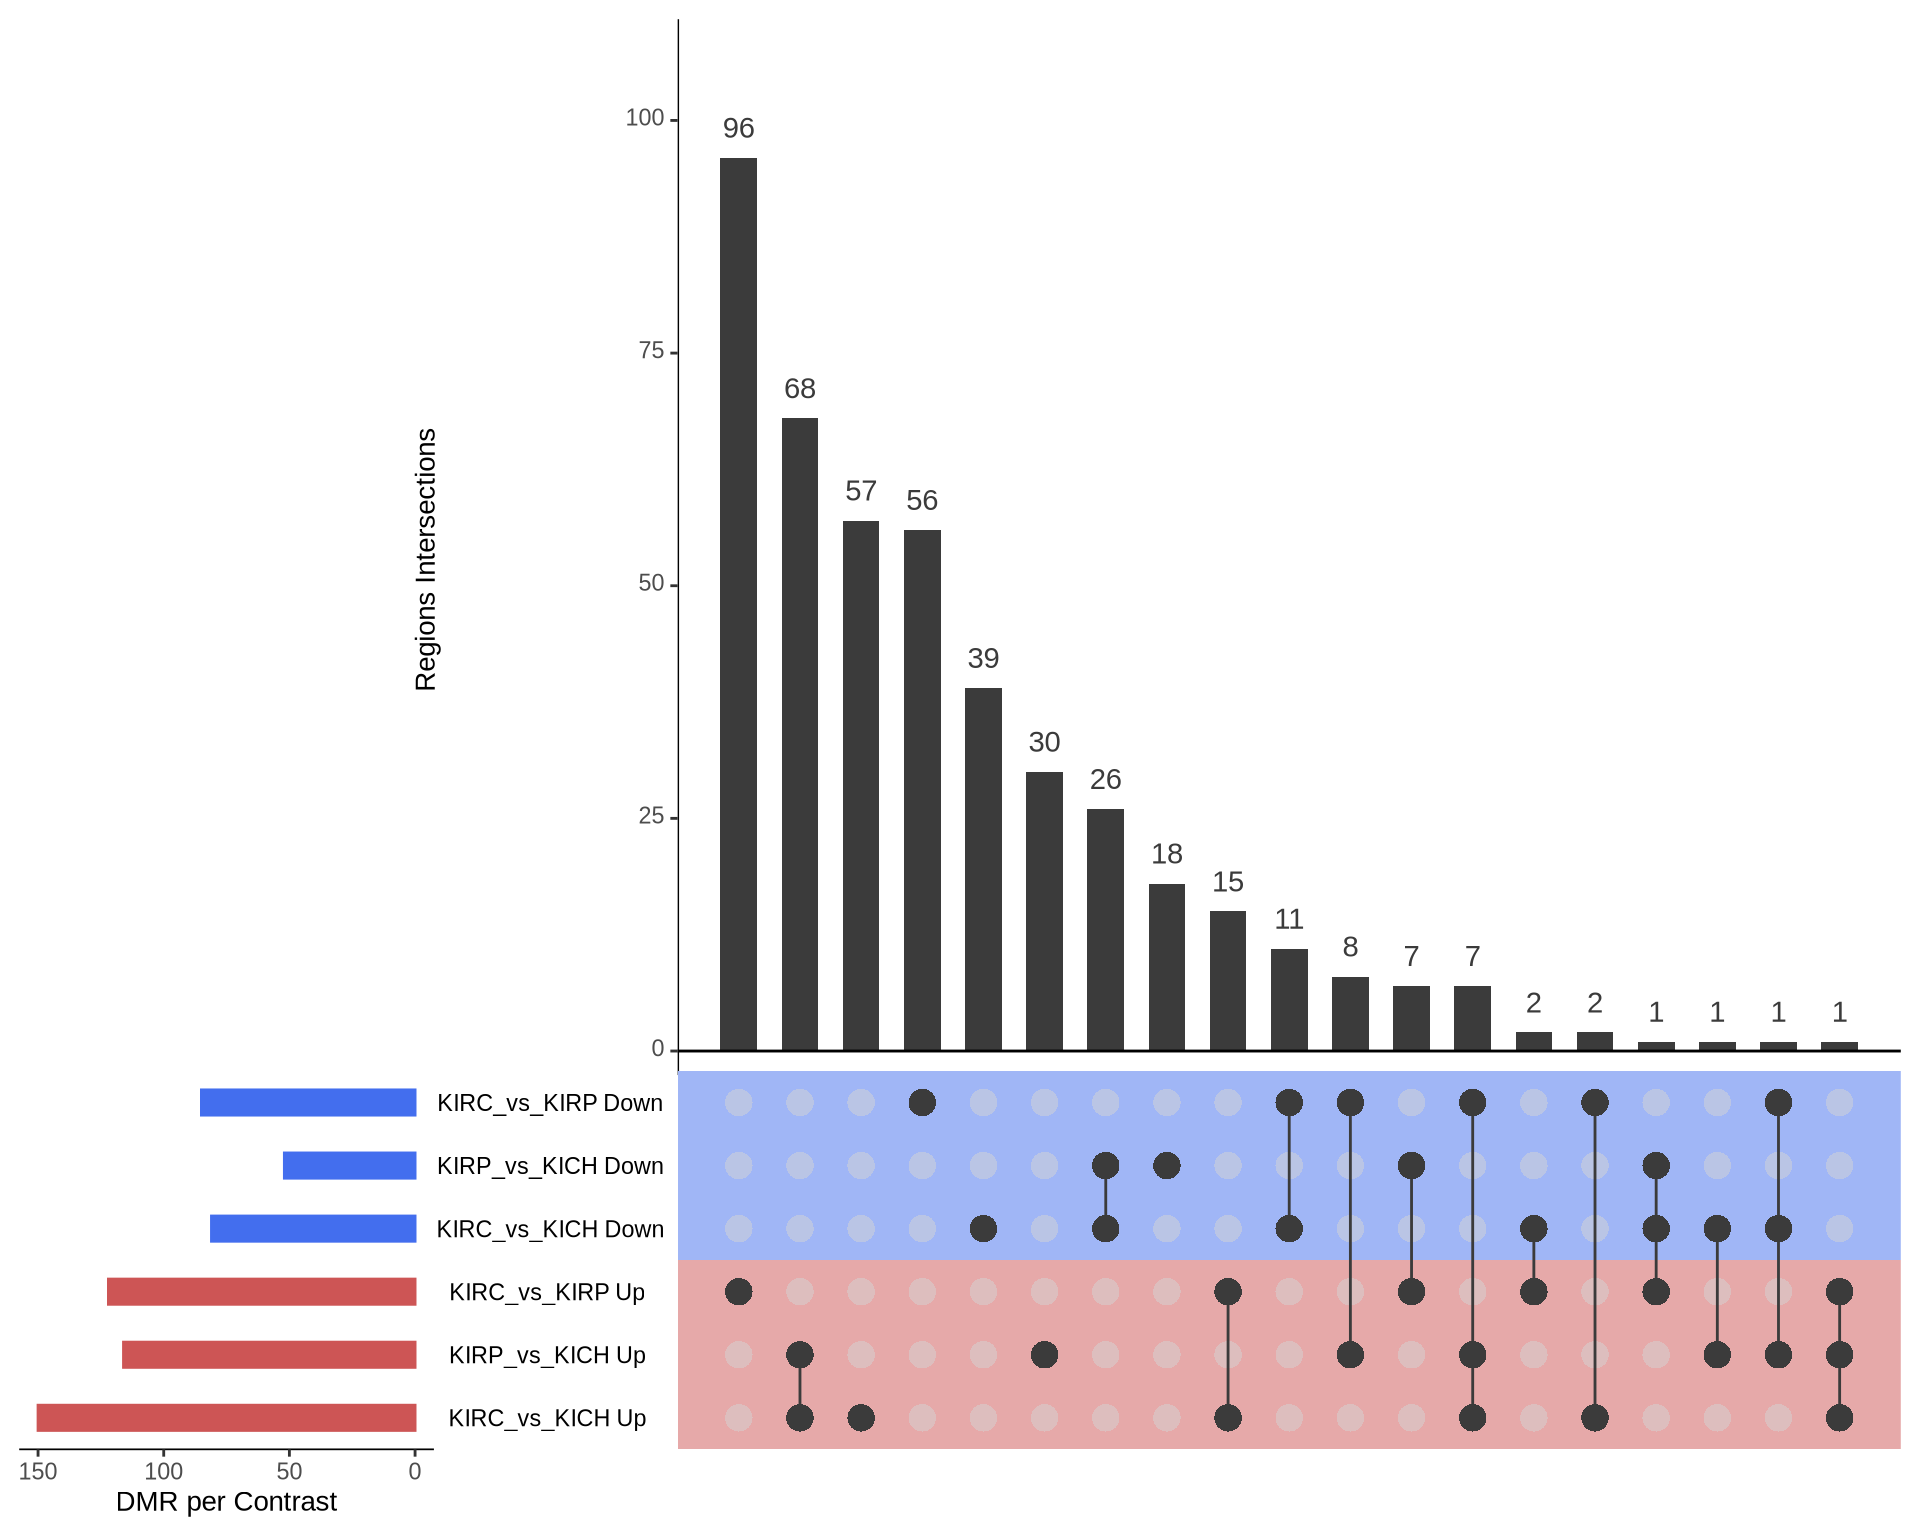 100
75
50
25
0
Regions Intersections
96
68
57
56
39
30
26
18
15
11
8
7
7
2
2
1
1
1
1
KIRC_vs_KIRP Down
KIRP_vs_KICH Down
KIRC_vs_KICH Down
KIRC_vs_KIRP Up
KIRP_vs_KICH Up
KIRC_vs_KICH Up
150 100 50 0
DMR per Contrast